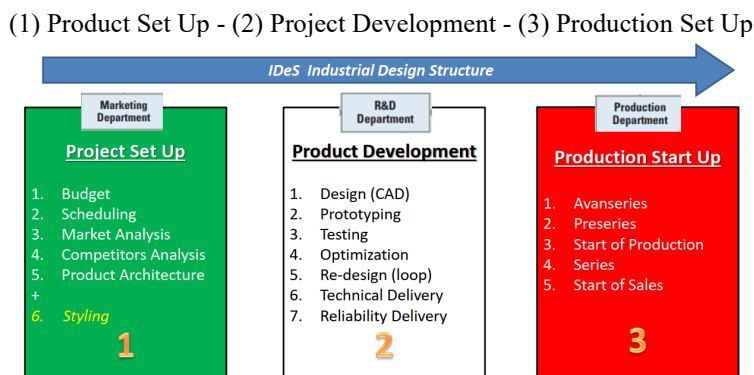 (1) Product Set Up - (2) Project Development - (3) Production Set Up
IDeS Industrial Design Structure
Marketing
Department
Project Set Up
1. Budget
2. Scheduling
3. Market Analysis
4. Competitors Analysis
5. Product Architecture
+
6. Styling
1
R&D
Department
Product Development
1. Design (CAD)
2. Prototyping
3. Testing
4. Optimization
5. Re-design (loop)
6. Technical Delivery
7. Reliability Delivery
2
Production
Department
Production Start Up
1. Avanseries
2. Preseries
3. Start of Production
4. Series
5. Start of Sales
3